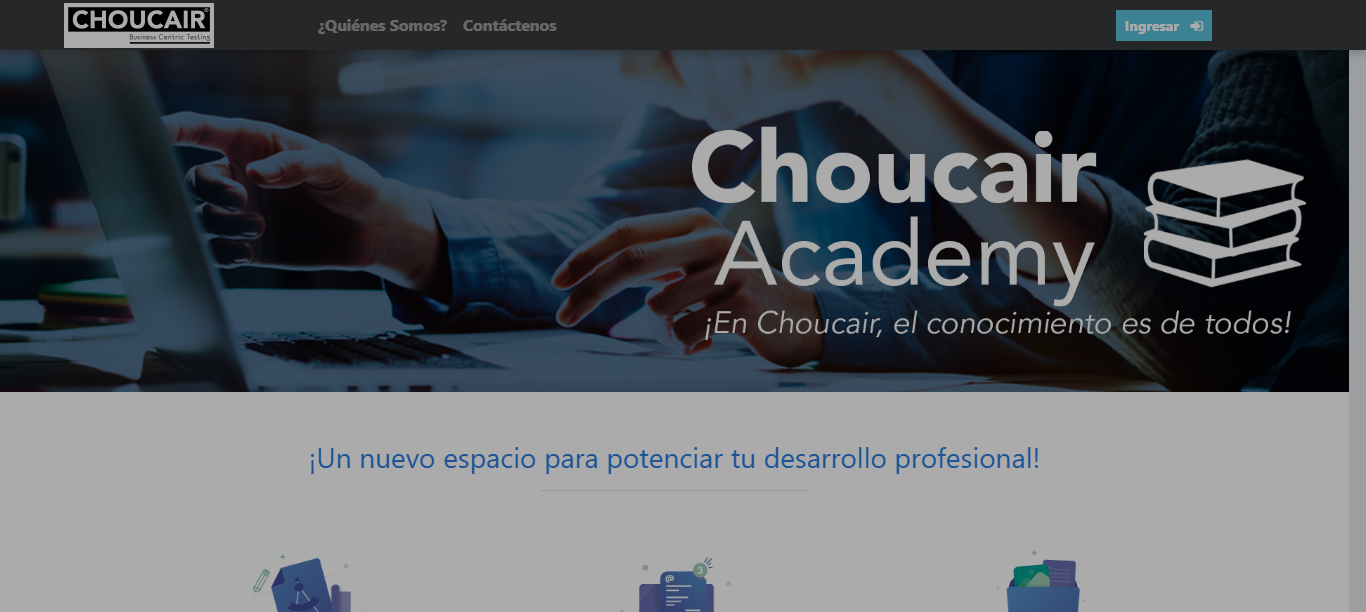 CHOUCAIR®
Business Centric Testing
¿Quiénes Somos?
Contáctenos
Ingresar
Choucair
Academy
¡En Choucair, el conocimiento es de todos!
¡Un nuevo espacio para potenciar tu desarrollo profesional!
@
3